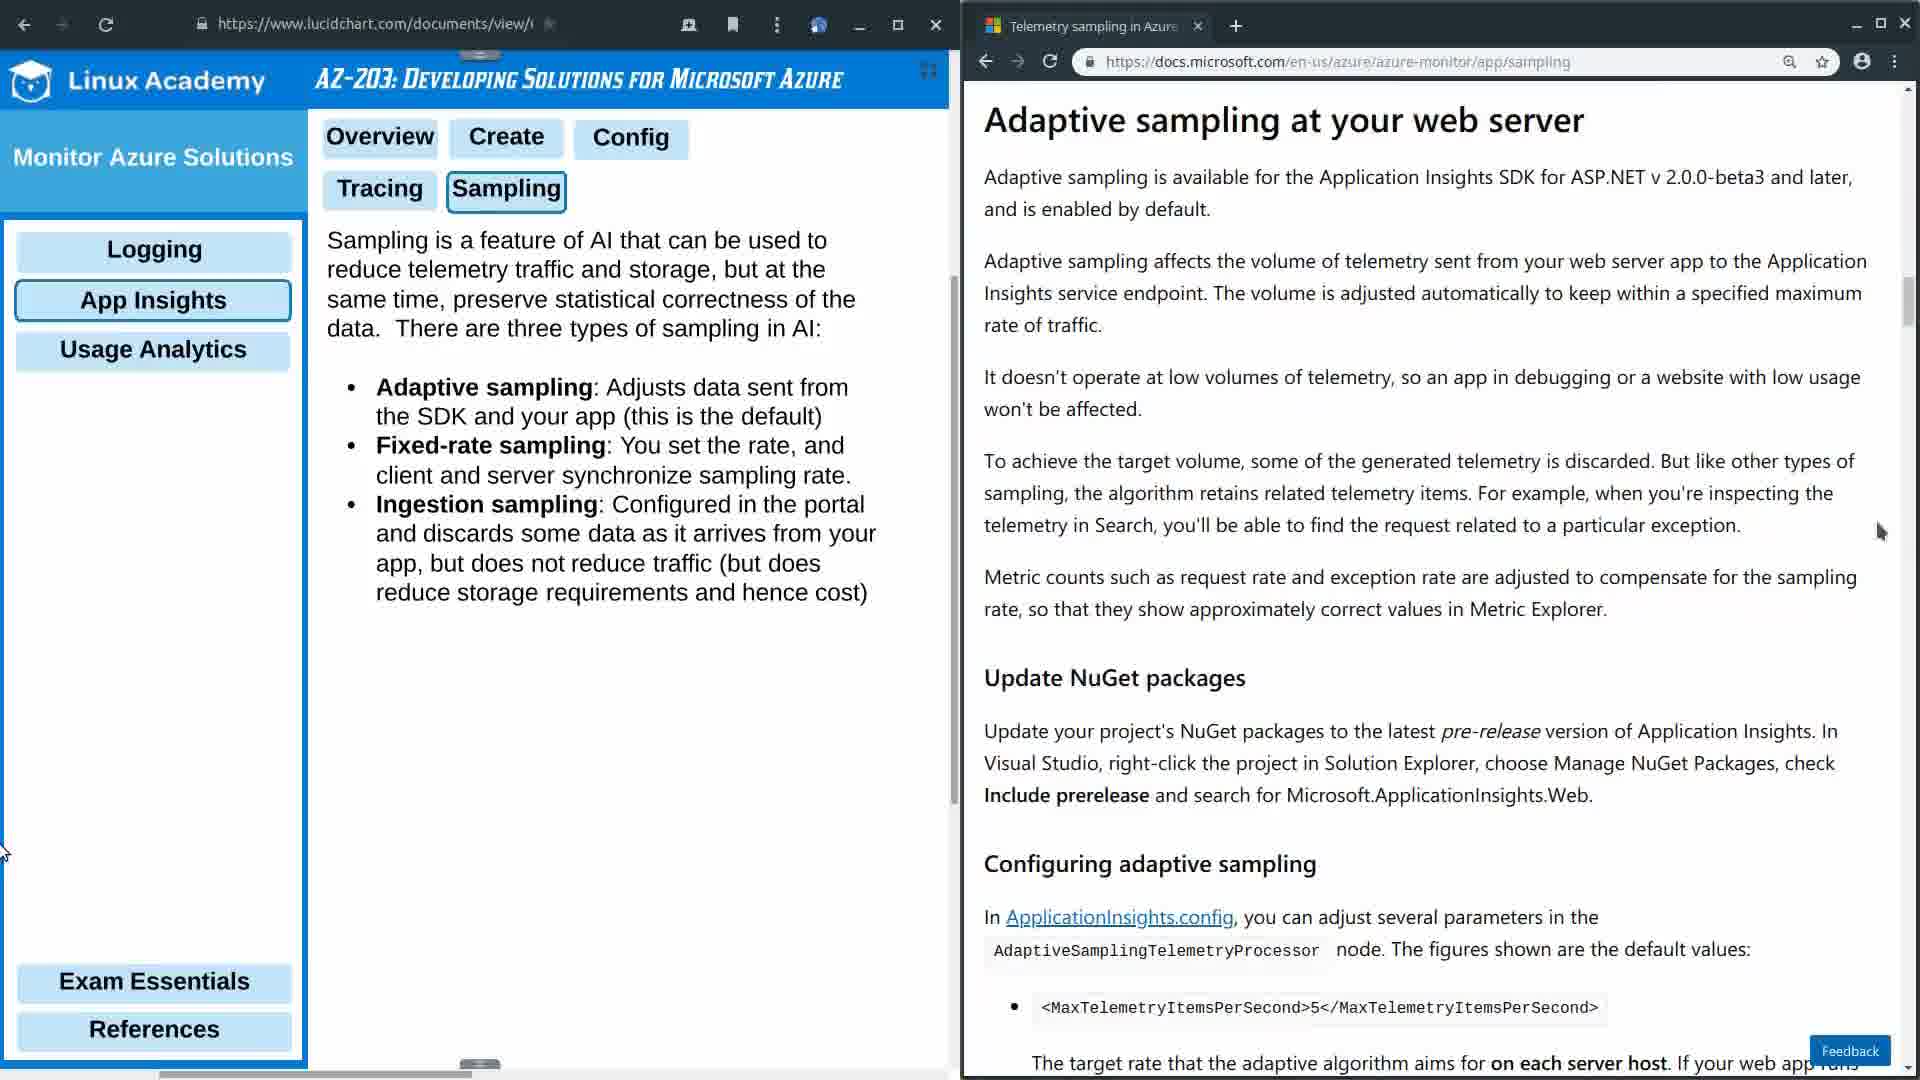 https://www.lucidchart.com/documents/view/
Linux Academy
AZ-203: Developing Solutions for Microsoft Azure
Monitor Azure Solutions
Overview
Create
Config
Tracing
Sampling
Logging
App Insights
Usage Analytics
Sampling is a feature of AI that can be used to
reduce telemetry traffic and storage, but at the
same time, preserve statistical correctness of the
data. There are three types of sampling in AI:
• Adaptive sampling: Adjusts data sent from
the SDK and your app (this is the default)
• Fixed-rate sampling: You set the rate, and
client and server synchronize sampling rate.
• Ingestion sampling: Configured in the portal
and discards some data as it arrives from your
app, but does not reduce traffic (but does
reduce storage requirements and hence cost)
Exam Essentials
References
Telemetry sampling in Azure
https://docs.microsoft.com/en-us/azure/azure-monitor/app/sampling
Adaptive sampling at your web server
Adaptive sampling is available for the Application Insights SDK for ASP.NET v 2.0.0-beta3 and later,
and is enabled by default.
Adaptive sampling affects the volume of telemetry sent from your web server app to the Application
Insights service endpoint. The volume is adjusted automatically to keep within a specified maximum
rate of traffic.
It doesn't operate at low volumes of telemetry, so an app in debugging or a website with low usage
won't be affected.
To achieve the target volume, some of the generated telemetry is discarded. But like other types of
sampling, the algorithm retains related telemetry items. For example, when you're inspecting the
telemetry in Search, you'll be able to find the request related to a particular exception.
Metric counts such as request rate and exception rate are adjusted to compensate for the sampling
rate, so that they show approximately correct values in Metric Explorer.
Update NuGet packages
Update your project's NuGet packages to the latest pre-release version of Application Insights. In
Visual Studio, right-click the project in Solution Explorer, choose Manage NuGet Packages, check
Include prerelease and search for Microsoft.ApplicationInsights.Web.
Configuring adaptive sampling
In ApplicationInsights.config, you can adjust several parameters in the
AdaptiveSamplingTelemetryProcessor node. The figures shown are the default values:
• <MaxTelemetryItemsPerSecond>5</MaxTelemetryItemsPerSecond>
The target rate that the adaptive algorithm aims for on each server host. If your web app runs
Feedback